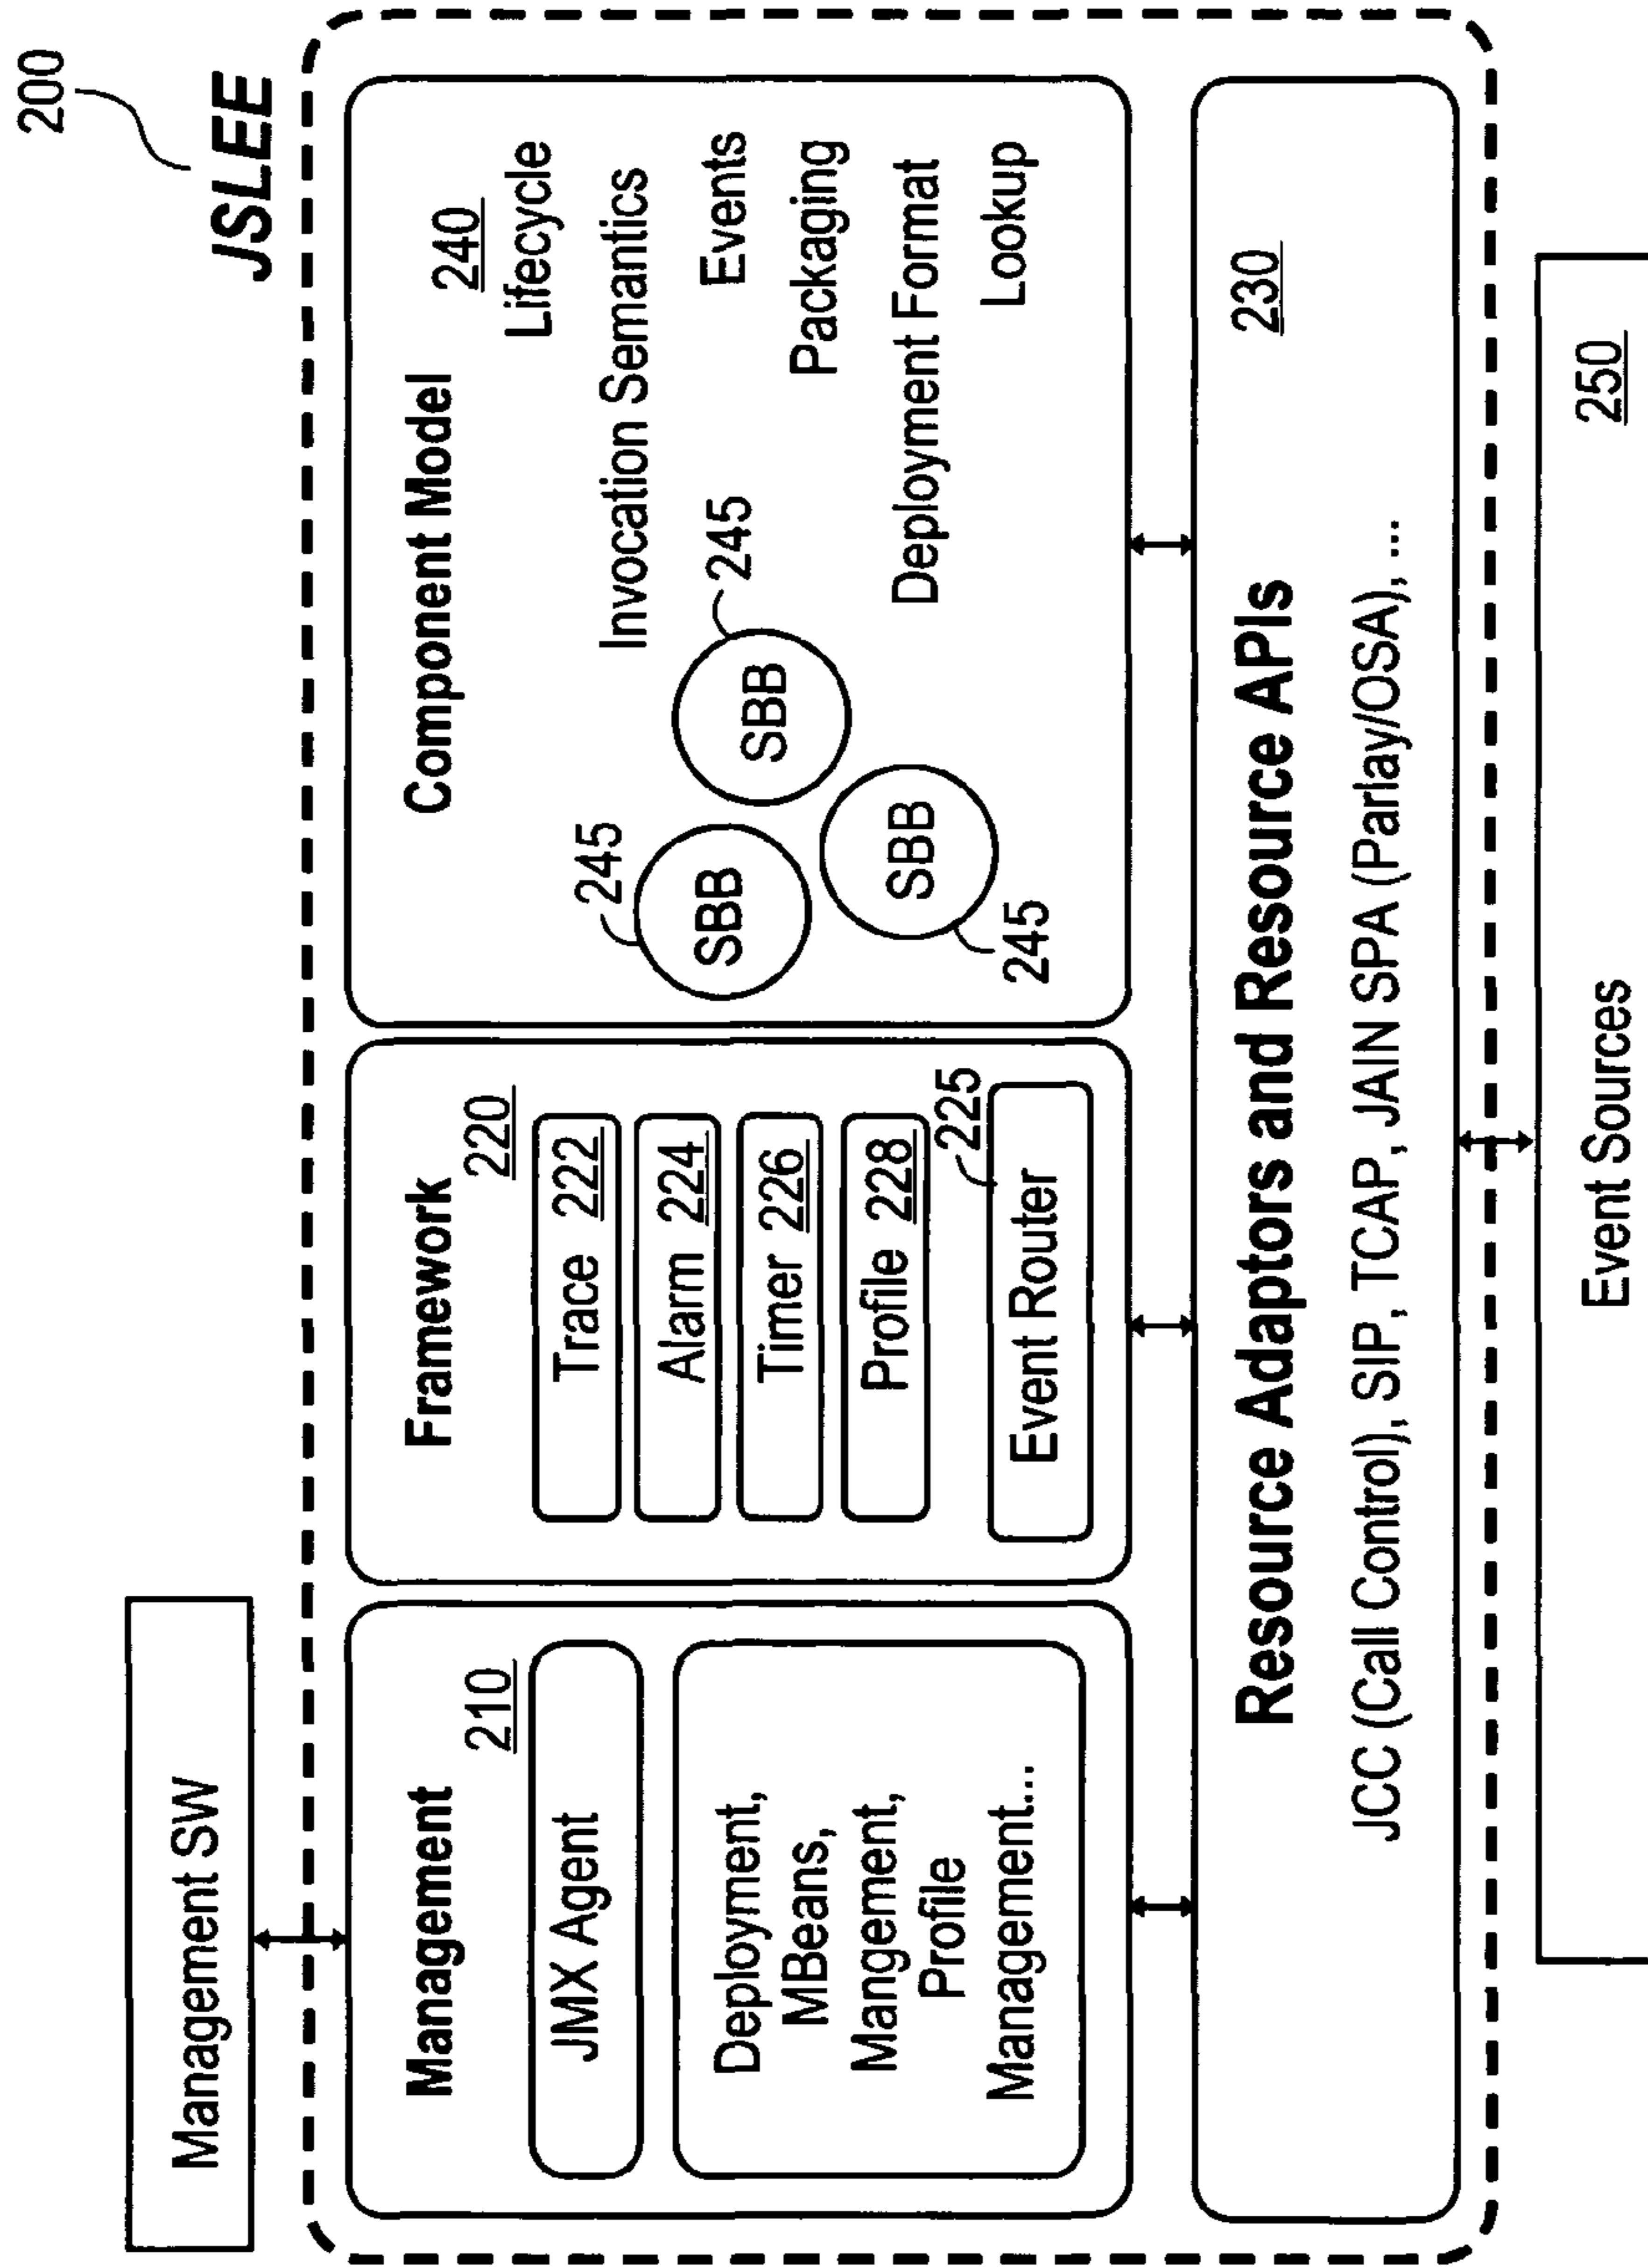 200
JSLEE
Management SW
Management
210
JMX Agent
Deployment,
MBeans,
Mangement,
Profile
Management...
Framework
220
Trace 222
Alarm 224
Timer 226
Profile 228
225
Event Router
Component Model
240
Lifecycle
Invocation Semantics
Events
Packaging
Deployment Format
Lookup
245
SBB
245
SBB
SBB
245
Resource Adaptors and Resource APIs
230
JCC (Call Control), SIP, TCAP, JAIN SPA (Parlay/OSA), ...
250
Event Sources